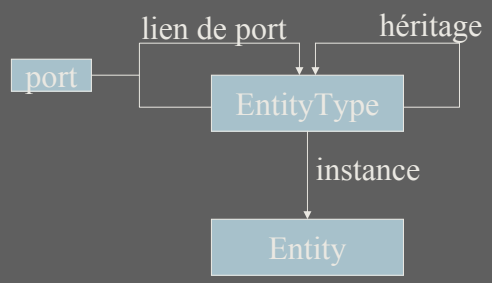 lien de port
héritage
port
EntityType
instance
Entity